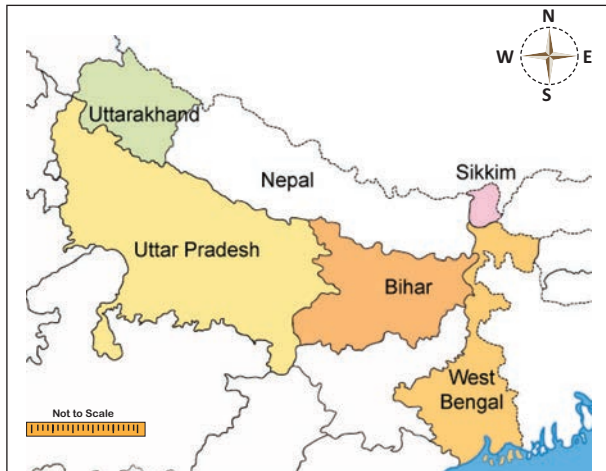 N
W E
S
Uttarakhand
Nepal
Sikkim
Uttar Pradesh
Bihar
West
Bengal
Not to Scale